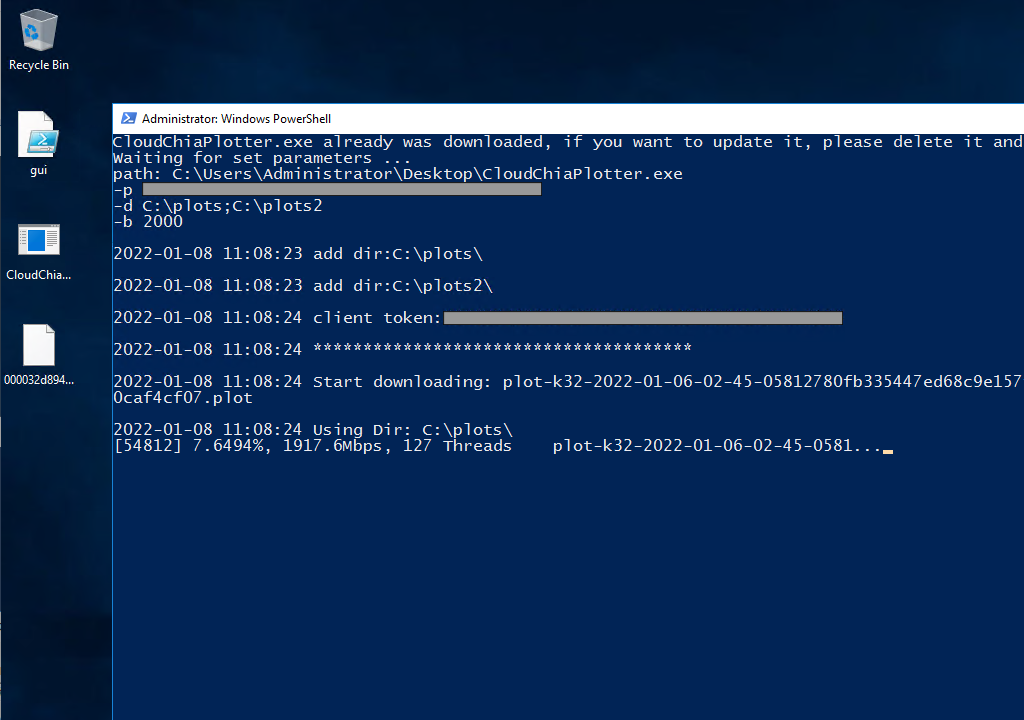 Recycle Bin
gui
CloudChia...
000032d894...
Administrator: Windows PowerShell
CloudChiaPlotter.exe already was downloaded, if you want to update it, please delete it and
Waiting for set parameters ...
path: C:\Users\Administrator\Desktop\CloudChiaPlotter.exe
-p
-d C:\plots;C:\plots2
-b 2000
2022-01-08 11:08:23 add dir:C:\plots\
2022-01-08 11:08:23 add dir:C:\plots2\
2022-01-08 11:08:24 client token:
2022-01-08 11:08:24 **************************************
2022-01-08 11:08:24 Start downloading: plot-k32-2022-01-06-02-45-05812780fb335447ed68c9e157
0caf4cf07.plot
2022-01-08 11:08:24 Using Dir: C:\plots\
[54812] 7.6494%, 1917.6Mbps, 127 Threads    plot-k32-2022-01-06-02-45-0581...